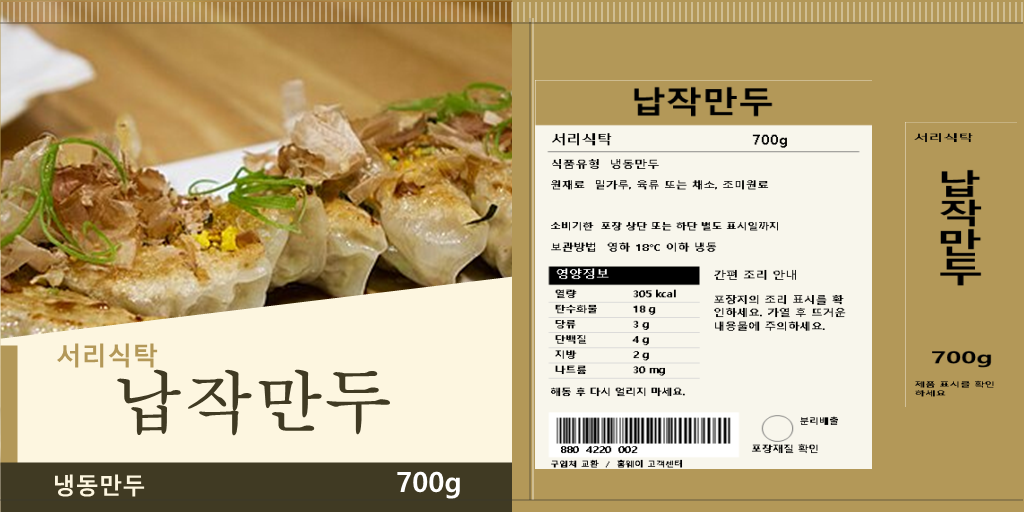 서리식탁
납작만두
냉동만두 700g
납작만두
서리식탁 700g
식품유형 냉동만두
원재료 밀가루, 육류 또는 채소, 조미원료
소비기한 포장 상단 또는 하단 별도 표시일까지
보관방법 영하 18°C 이하 냉동
영양정보
열량 305 kcal
탄수화물 18 g
당류 3 g
단백질 4 g
지방 2 g
나트륨 30 mg
간편 조리 안내
포장지의 조리 표시를 확
인하세요. 가열 후 뜨거운
내용물에 주의하세요.
해동 후 다시 얼리지 마세요.
880 4220 002
분리배출
포장재질 확인
구입처 교환 / 홈웨이 고객센터
서리식탁
납작만두
700g
제품 표시를 확인
하세요